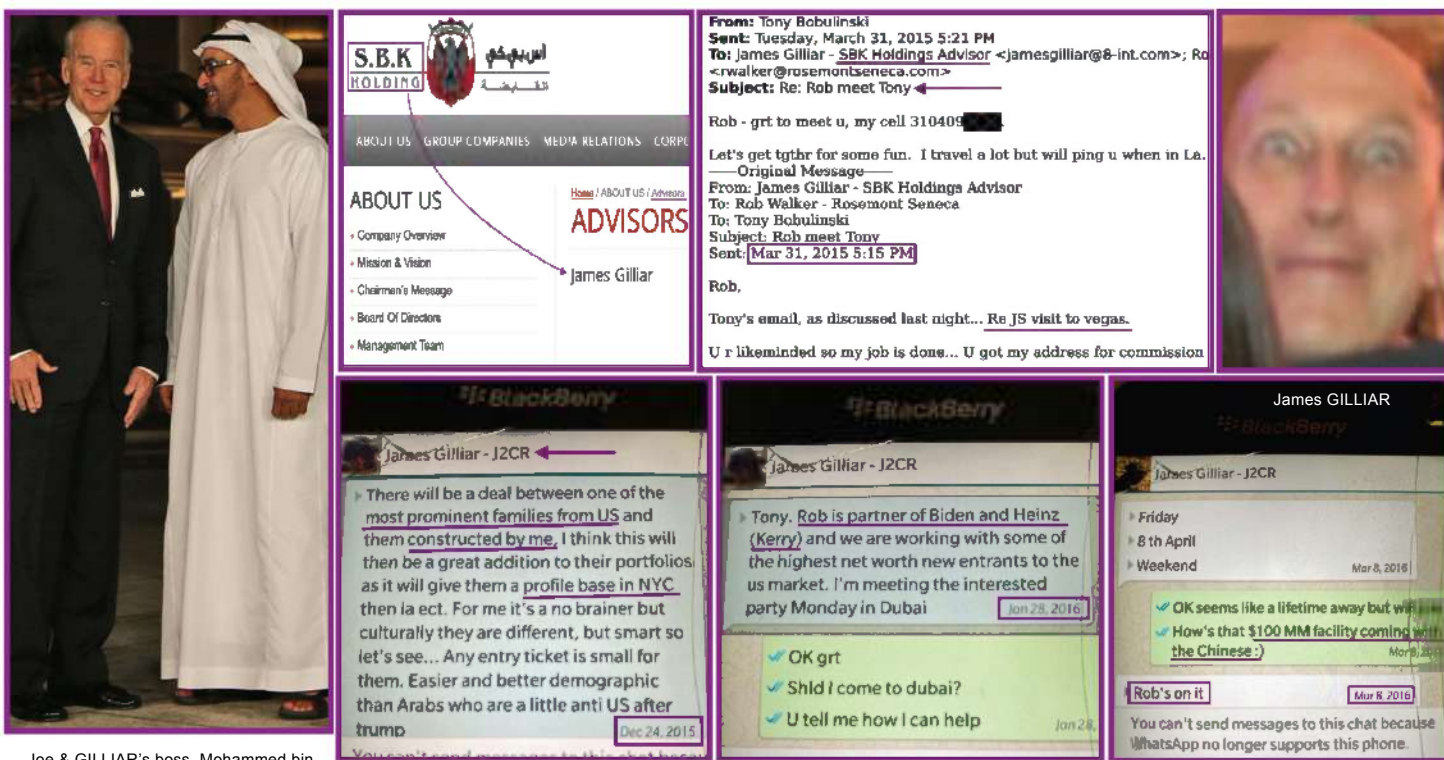 S.B.K
HOLDING
أس بي كي
القابضة
ABOUT US GROUP COMPANIES MEDIA RELATIONS CORPO
ABOUT US
Company Overview
Mission & Vision
Chairman's Message
Board Of Directors
Management Team
Home / ABOUT US / Advisors
ADVISORS
James Gilliar
From: Tony Bobulinski
Sent: Tuesday, March 31, 2015 5:21 PM
To: James Gilliar - SBK Holdings Advisor <jamesgilliar@8-int.com>; Ro
<rwalker@rosemontseneca.com>
Subject: Re: Rob meet Tony
Rob - grt to meet u, my cell 310409
Let's get tgthr for some fun. I travel a lot but will ping u when in La.
-----Original Message-----
From: James Gilliar - SBK Holdings Advisor
To: Rob Walker - Rosemont Seneca
To: Tony Bobulinski
Subject: Rob meet Tony
Sent: Mar 31, 2015 5:15 PM
Rob,
Tony's email, as discussed last night... Re JS visit to vegas.
U r likeminded so my job is done... U got my address for commission
BlackBerry
James Gilliar - J2CR
There will be a deal between one of the
most prominent families from US and
them constructed by me, I think this will
then be a great addition to their portfolios
as it will give them a profile base in NYC
then la ect. For me it's a no brainer but
culturally they are different, but smart so
let's see... Any entry ticket is small for
them. Easier and better demographic
than Arabs who are a little anti US after
trump
Dec 24, 2015
You can't send messages to this chat
BlackBerry
James Gilliar - J2CR
Tony. Rob is partner of Biden and Heinz
(Kerry) and we are working with some of
the highest net worth new entrants to the
us market. I'm meeting the interested
party Monday in Dubai
Jan 28, 2016
OK grt
Shld I come to dubai?
U tell me how I can help
Jan 28,
James GILLIAR
BlackBerry
James Gilliar - J2CR
Friday
8 th April
Weekend
Mar 8, 2016
OK seems like a lifetime away but
How's that $100 MM facility coming with
the Chinese :)
Rob's on it
Mar 8, 2016
You can't send messages to this chat because
WhatsApp no longer supports this phone.
Joe & GILLIAR's boss, Mohammed bin